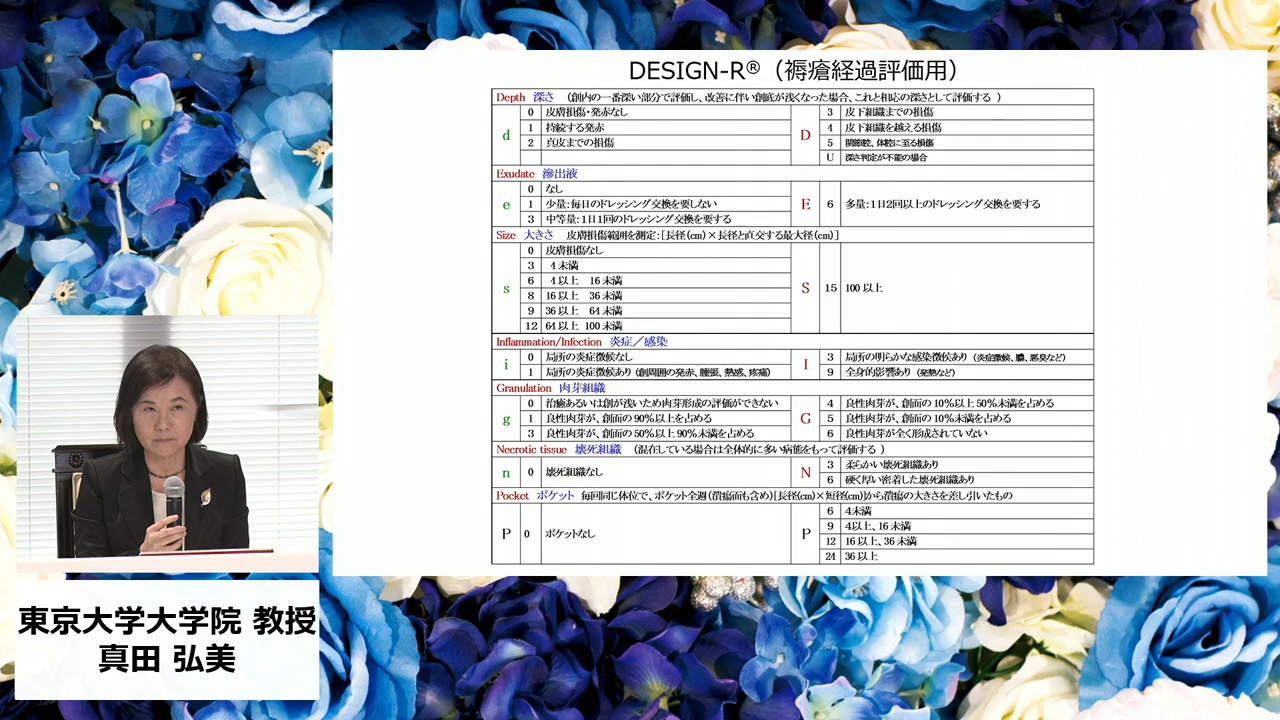 DESIGN-R®（褥瘡経過評価用）
Depth 深さ （創内の一番深い部分で評価し、改善に伴い創底が浅くなった場合、これと相応の深さとして評価する ）
d
0 皮膚損傷・発赤なし
1 持続する発赤
2 真皮までの損傷
D
3 皮下組織までの損傷
4 皮下組織を越える損傷
5 関節腔、体腔に至る損傷
U 深さ判定が不能の場合
Exudate 滲出液
e
0 なし
1 少量：毎日のドレッシング交換を要しない
3 中等量：1日1回のドレッシング交換を要する
E
6 多量：1日2回以上のドレッシング交換を要する
Size 大きさ 皮膚損傷範囲を測定：［長径（cm）×長径と直交する最大径（cm）］
s
0 皮膚損傷なし
3 4未満
6 4以上 16未満
8 16以上 36未満
9 36以上 64未満
12 64以上 100未満
S
15 100以上
Inflammation/Infection 炎症／感染
i
0 局所の炎症徴候なし
1 局所の炎症徴候あり（創周囲の発赤、腫脹、熱感、疼痛）
I
3 局所の明らかな感染徴候あり（炎症徴候、膿、悪臭など）
9 全身的影響あり（発熱など）
Granulation 肉芽組織
g
0 治癒あるいは創が浅いため肉芽形成の評価ができない
1 良性肉芽が、創面の90％以上を占める
3 良性肉芽が、創面の50％以上90％未満を占める
G
4 良性肉芽が、創面の10％以上50％未満を占める
5 良性肉芽が、創面の10％未満を占める
6 良性肉芽が全く形成されていない
Necrotic tissue 壊死組織 （混在している場合は全体的に多い病態をもって評価する ）
n
0 壊死組織なし
N
3 柔らかい壊死組織あり
6 硬く厚い密着した壊死組織あり
Pocket ポケット 毎回同じ体位で、ポケット全周（潰瘍面も含め）［長径（cm）×短径（cm）］から潰瘍の大きさを差し引いたもの
P
0 ポケットなし
P
6 4未満
9 4以上、16未満
12 16以上、36未満
24 36以上
東京大学大学院 教授
真田 弘美